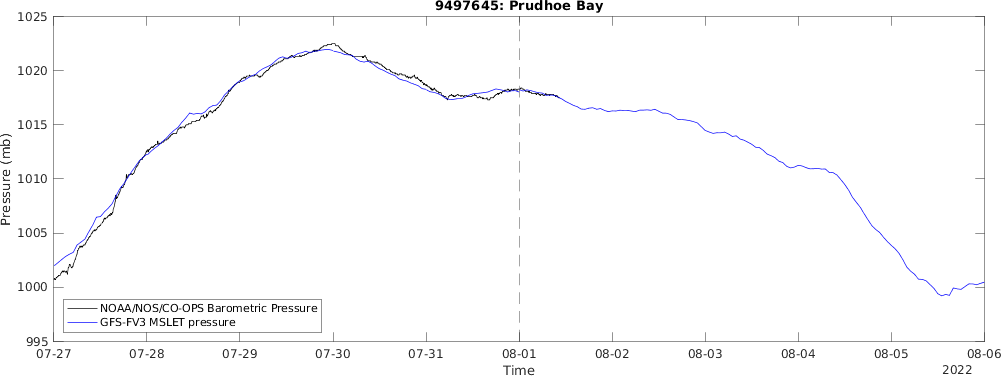 9497645: Prudhoe Bay
1025
1020
1015
1010
1005
1000
995
Pressure (mb)
NOAA/NOS/CO-OPS Barometric Pressure
GFS-FV3 MSLET pressure
07-27 07-28 07-29 07-30 07-31 08-01 08-02 08-03 08-04 08-05 08-06
Time
2022